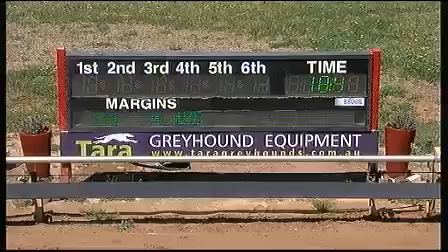 1st 2nd 3rd 4th 5th 6th TIME
MARGINS
Tara GREYHOUND EQUIPMENT
www.taragreyhounds.com.au